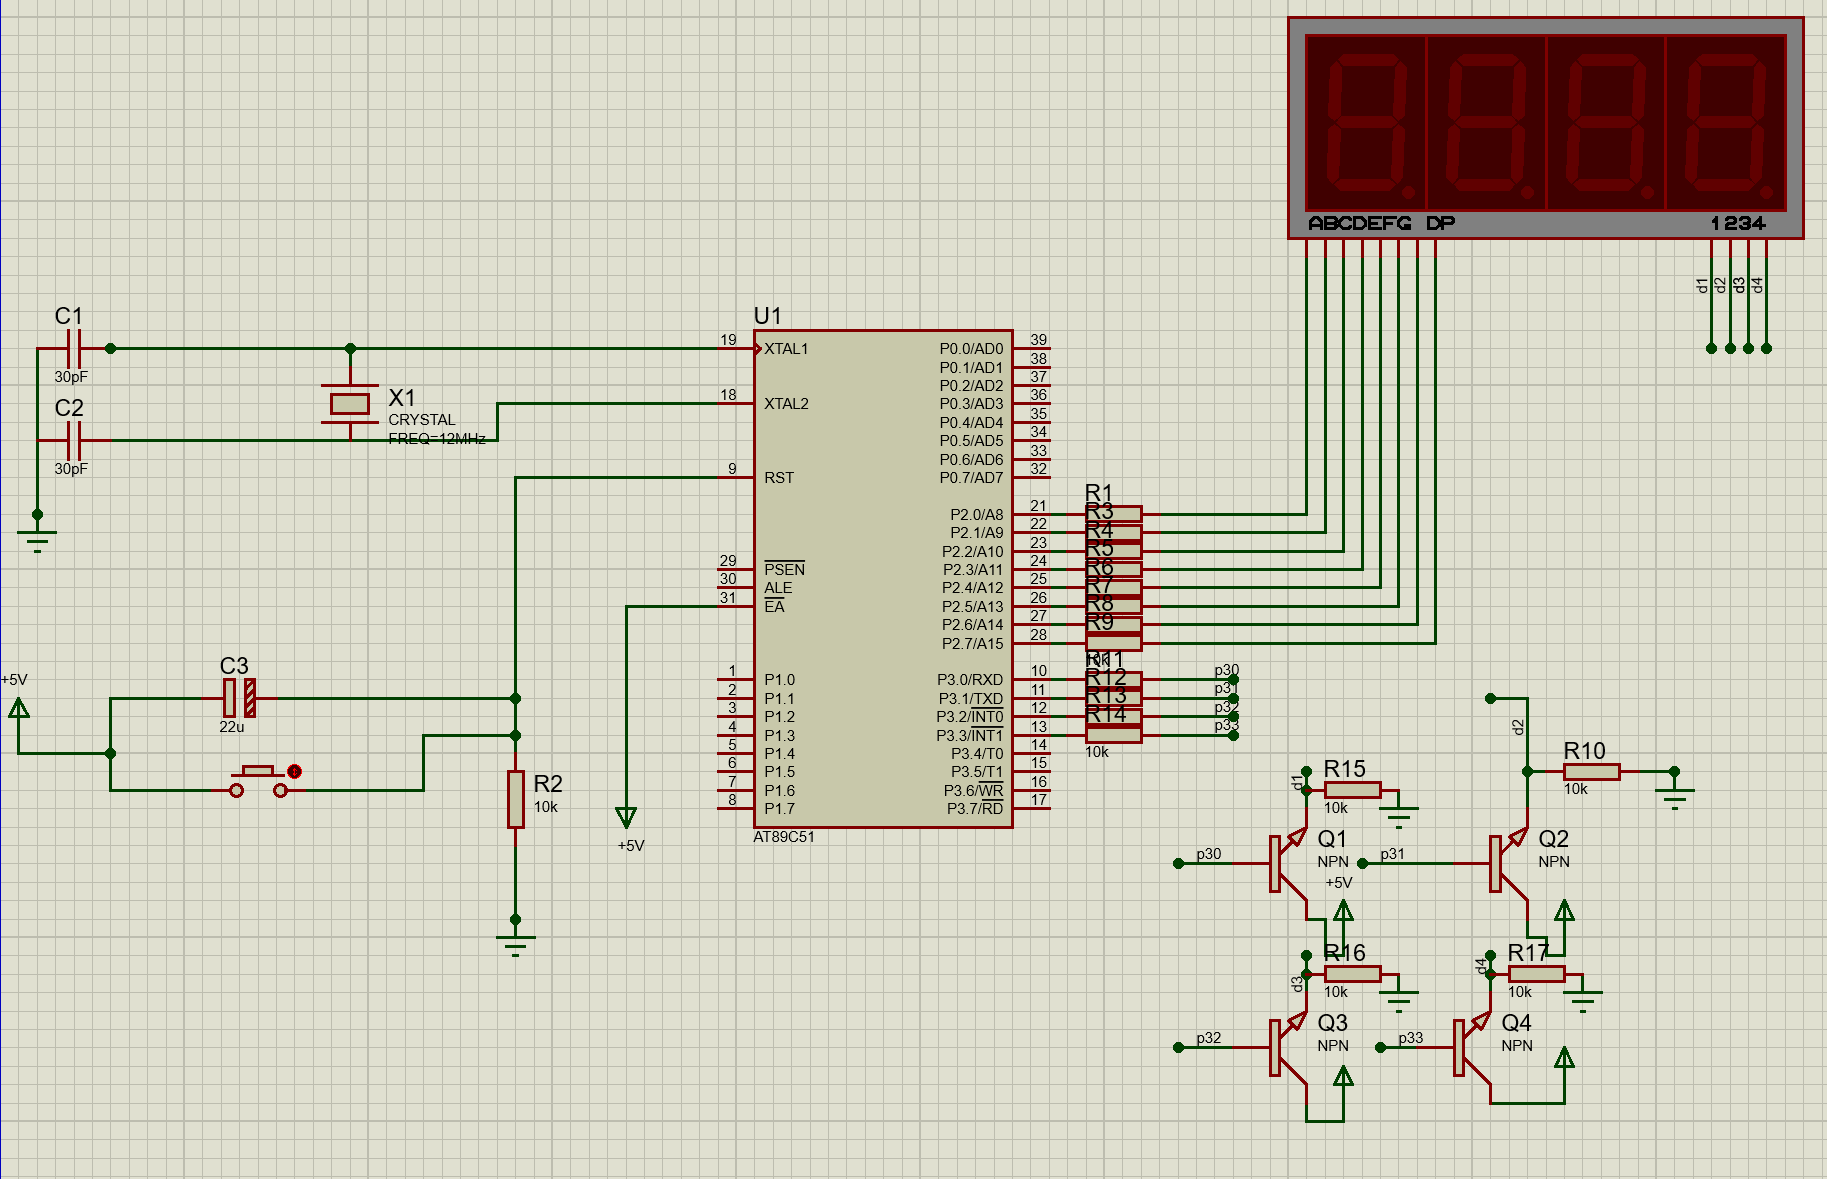 ABCDEFG DP
1234
d1
d2
d3
d4
C1
30pF
C2
30pF
X1
CRYSTAL
FREQ=12MHz
U1
19
XTAL1
18
XTAL2
9
RST
29
PSEN
30
ALE
31
EA
1
P1.0
2
P1.1
3
P1.2
4
P1.3
5
P1.4
6
P1.5
7
P1.6
8
P1.7
P0.0/AD0
39
P0.1/AD1
38
P0.2/AD2
37
P0.3/AD3
36
P0.4/AD4
35
P0.5/AD5
34
P0.6/AD6
33
P0.7/AD7
32
P2.0/A8
21
P2.1/A9
22
P2.2/A10
23
P2.3/A11
24
P2.4/A12
25
P2.5/A13
26
P2.6/A14
27
P2.7/A15
28
P3.0/RXD
10
P3.1/TXD
11
P3.2/INT0
12
P3.3/INT1
13
P3.4/T0
14
P3.5/T1
15
P3.6/WR
16
P3.7/RD
17
AT89C51
R1
R3
R4
R5
R6
R7
R8
R9
10k
R11
R12
R13
R14
10k
p30
p31
p32
p33
+5V
C3
22u
R2
10k
+5V
d1
R15
10k
p30
Q1
NPN
+5V
d2
R10
10k
p31
Q2
NPN
d3
R16
10k
p32
Q3
NPN
d4
R17
10k
p33
Q4
NPN